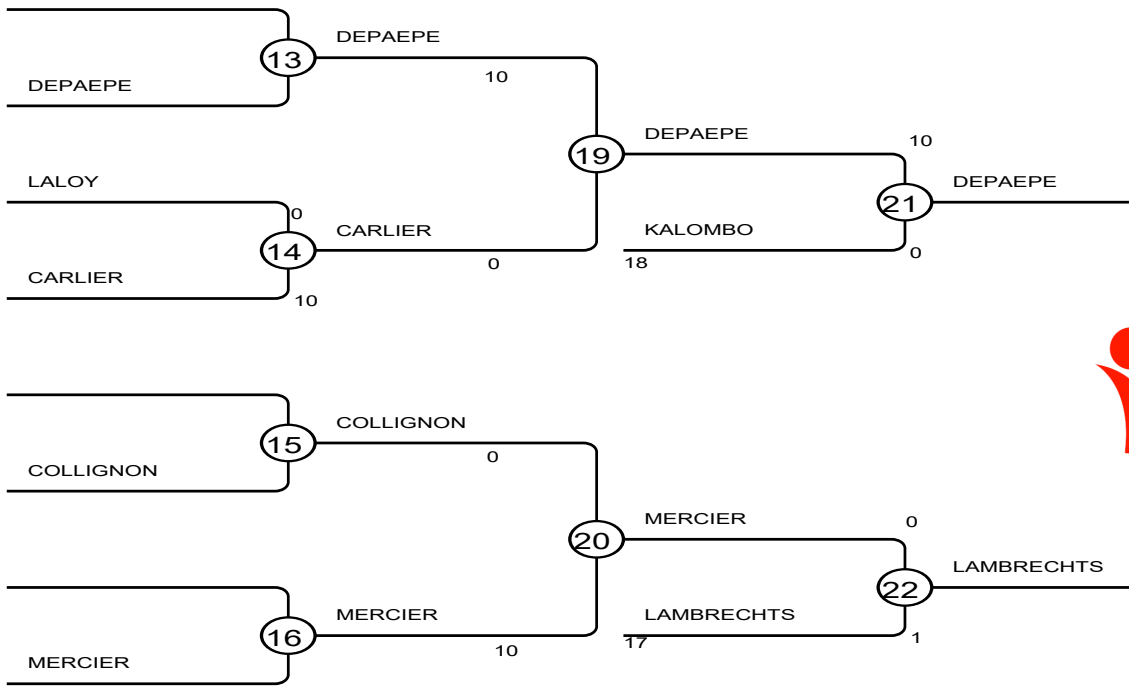 DEPAEPE
13
10
DEPAEPE
DEPAEPE
10
19
LALOY
DEPAEPE
0
21
CARLIER
KALOMBO
14
0
18
0
CARLIER
10
COLLIGNON
15
0
COLLIGNON
MERCIER
0
20
LAMBRECHTS
22
MERCIER
LAMBRECHTS
16
10
17
1
MERCIER